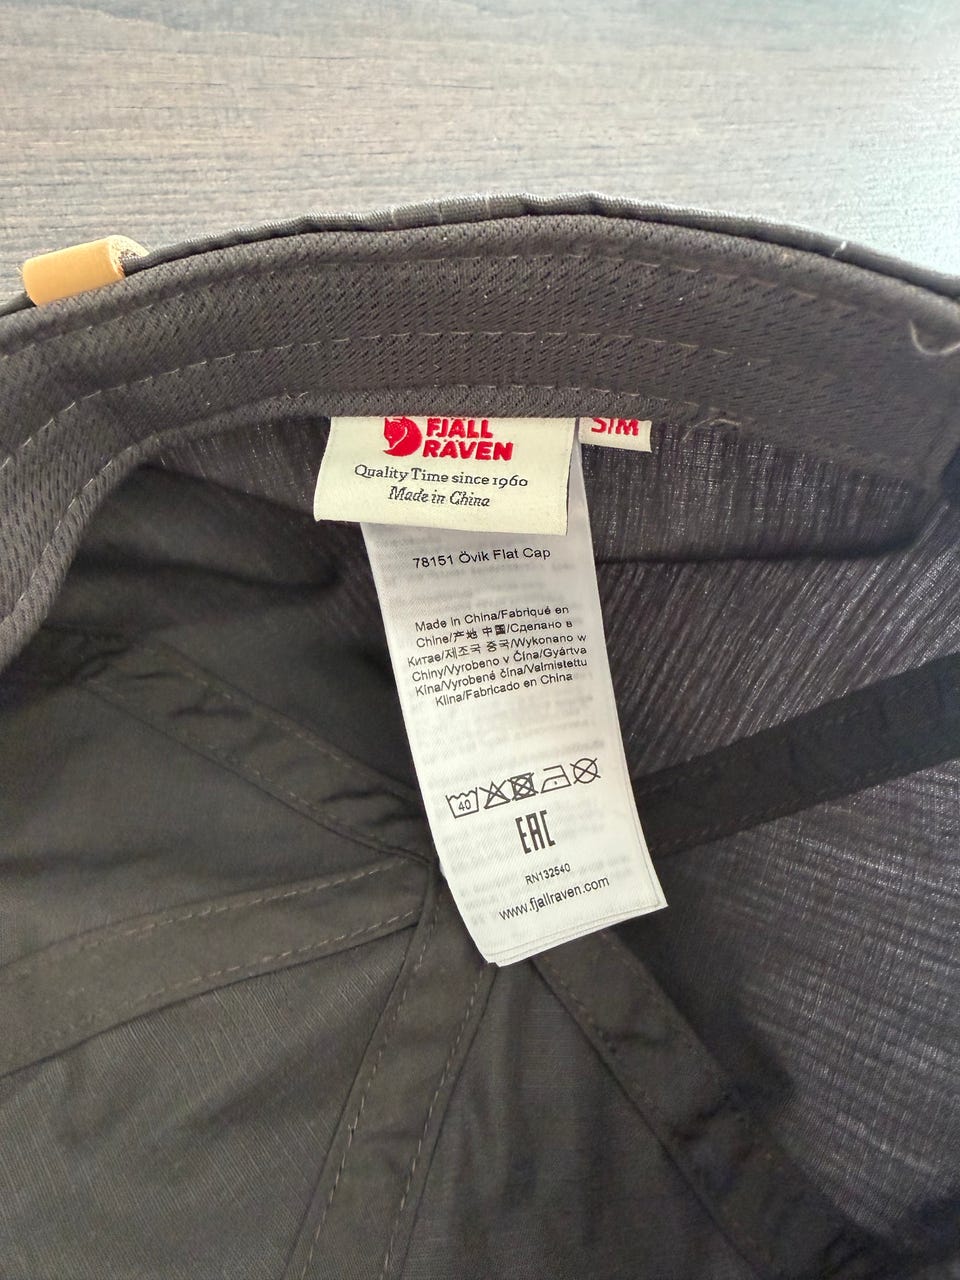 FJÄLL
RÄVEN
Quality Time since 1960
Made in China
S/M
78151 Övik Flat Cap
Made in China/Fabriqué en
Chine/产地 中国/Сделано в
Китае/제조국 중국/Wykonano w
Chiny/Vyrobeno v Čína/Gyártva
Kína/Vyrobené čína/Valmistettu
Kiina/Fabricado en China
40
EAC
RN132540
www.fjallraven.com